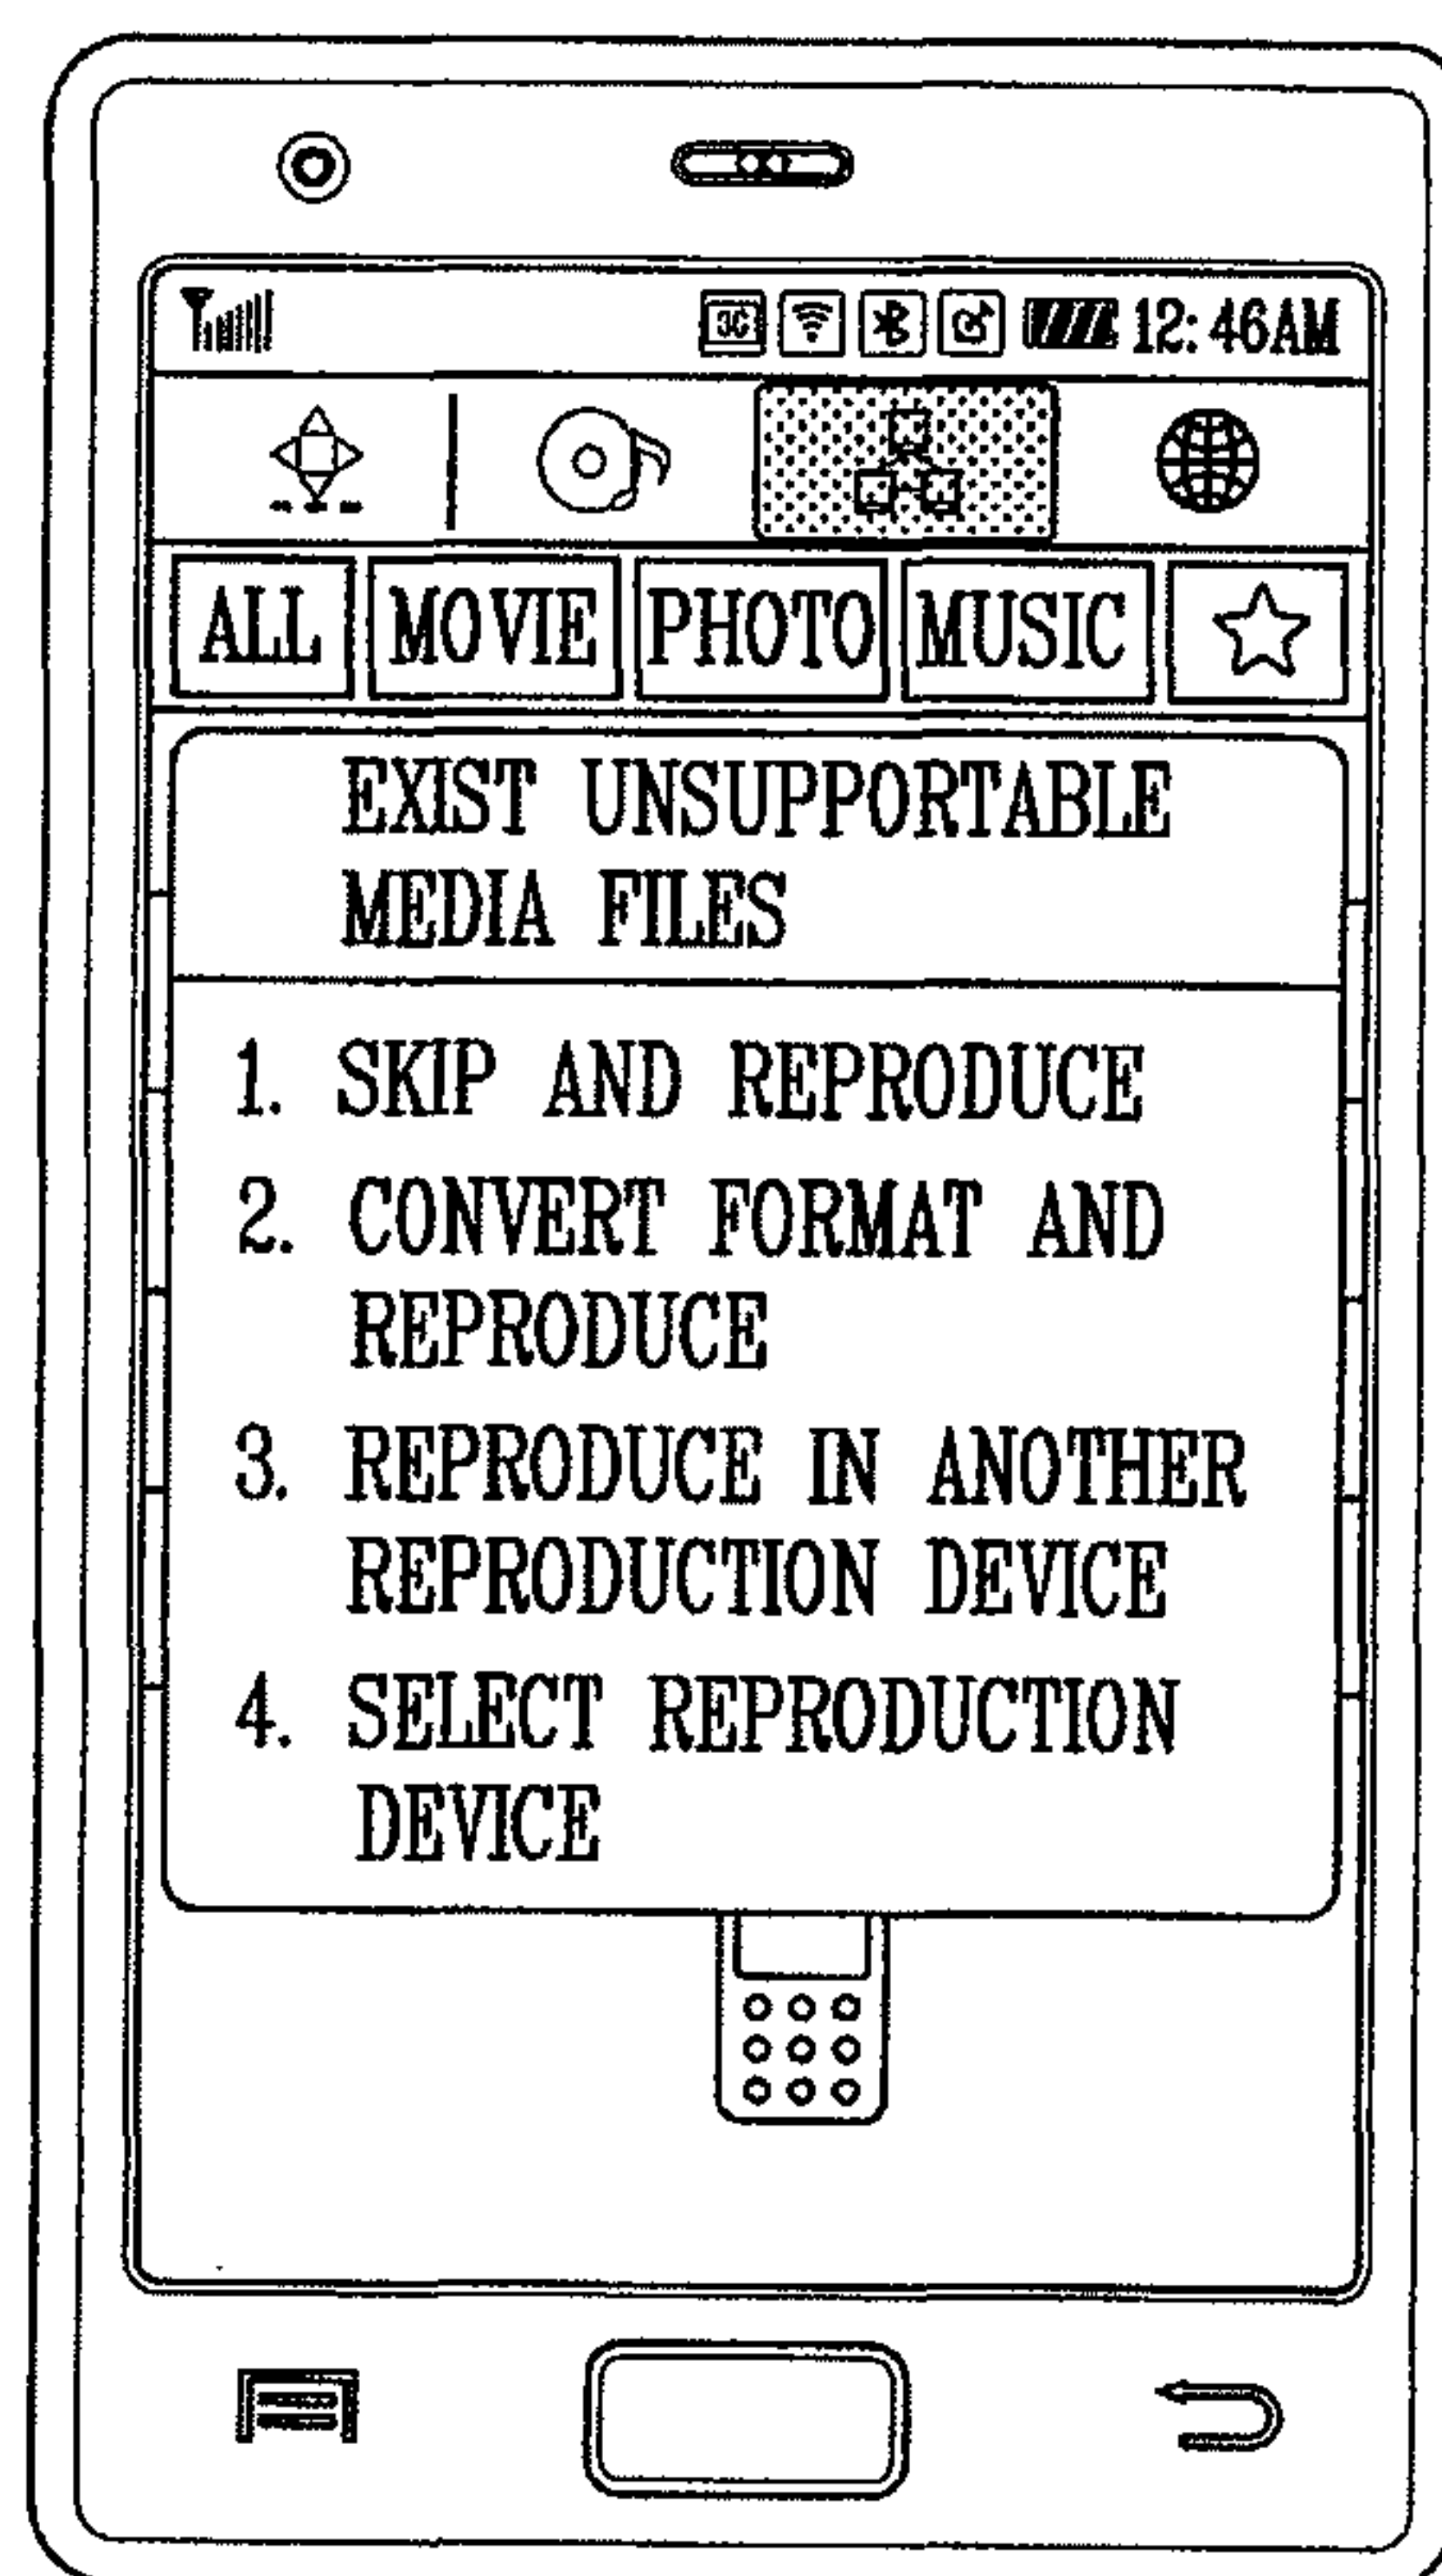 3G 12:46AM
ALL MOVIE PHOTO MUSIC
EXIST UNSUPPORTABLE
MEDIA FILES
1. SKIP AND REPRODUCE
2. CONVERT FORMAT AND
REPRODUCE
3. REPRODUCE IN ANOTHER
REPRODUCTION DEVICE
4. SELECT REPRODUCTION
DEVICE